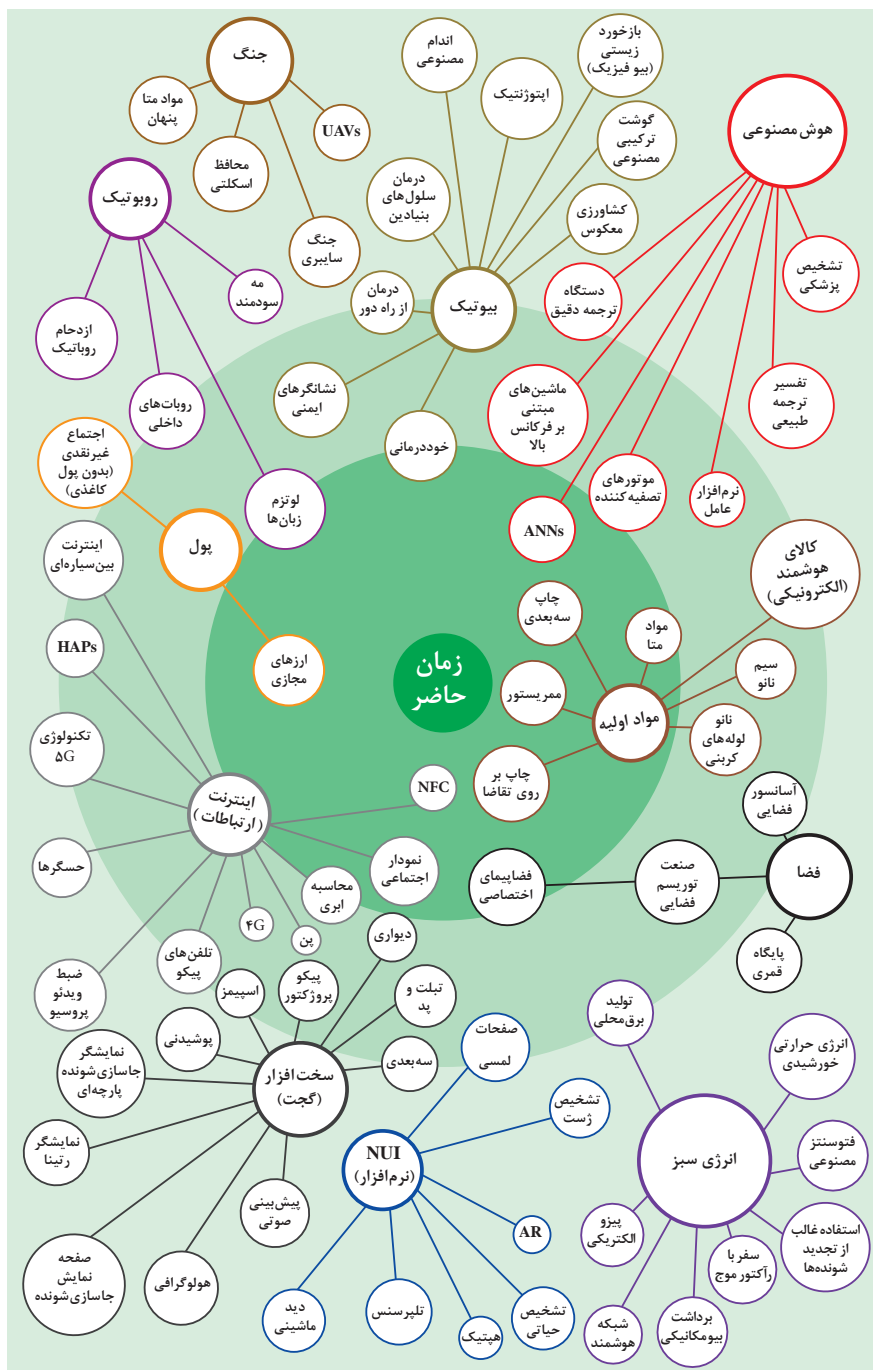 جنگ
مواد متا
پنهان
محافظ
اسکلتی
جنگ
سایبری
UAVs
اندام
مصنوعی
اپتوژنتیک
بازخورد
زیستی
(بیو فیزیک)
گوشت
ترکیبی
مصنوعی
کشاورزی
معکوس
درمان
سلول‌های
بنیادین
درمان
از راه دور
بیوتیک
نشانگرهای
ایمنی
خوددرمانی
هوش مصنوعی
تشخیص
پزشکی
دستگاه
ترجمه دقیق
تفسیر
ترجمه
طبیعی
ماشین‌های
مبتنی
بر فرکانس
بالا
موتورهای
تصفیه‌کننده
نرم‌افزار
عامل
ANNs
روبوتیک
مه
سودمند
ازدحام
روباتیک
روبات‌های
داخلی
لوتزم
زبان‌ها
اجتماع
غیرنقدی
(بدون پول
کاغذی)
پول
ارزهای
مجازی
زمان
حاضر
کالای
هوشمند
(الکترونیکی)
چاپ
سه‌بعدی
مواد
متا
سیم
نانو
ممریستور
مواد اولیه
نانو
لوله‌های
کربنی
چاپ بر
روی تقاضا
اینترنت
بین‌سیاره‌ای
HAPs
تکنولوژی
۵G
اینترنت
(ارتباطات)
NFC
حسگرها
نمودار
اجتماعی
محاسبه
ابری
۴G
پن
تلفن‌های
پیکو
ضبط
ویدئو
پروسیو
آسانسور
فضایی
فضا
صنعت
توریسم
فضایی
فضاپیمای
اختصاصی
پایگاه
قمری
دیواری
پیکو
پروژکتور
اسپیمز
تبلت و
پد
پوشیدنی
سه‌بعدی
نمایشگر
جاسازی‌شونده
پارچه‌ای
سخت‌افزار
(گجت)
نمایشگر
رتینا
پیش‌بینی
صوتی
صفحه
نمایش
جاسازی‌شونده
هولوگرافی
صفحات
لمسی
تشخیص
ژست
NUI
(نرم‌افزار)
AR
دید
ماشینی
تلپرسنس
هپتیک
تشخیص
حیاتی
تولید
برق‌محلی
انرژی حرارتی
خورشیدی
انرژی سبز
فتوسنتز
مصنوعی
پیزو
الکتریکی
استفاده غالب
از تجدید
شونده‌ها
سفر با
رآکتور موج
شبکه
هوشمند
برداشت
بیومکانیکی